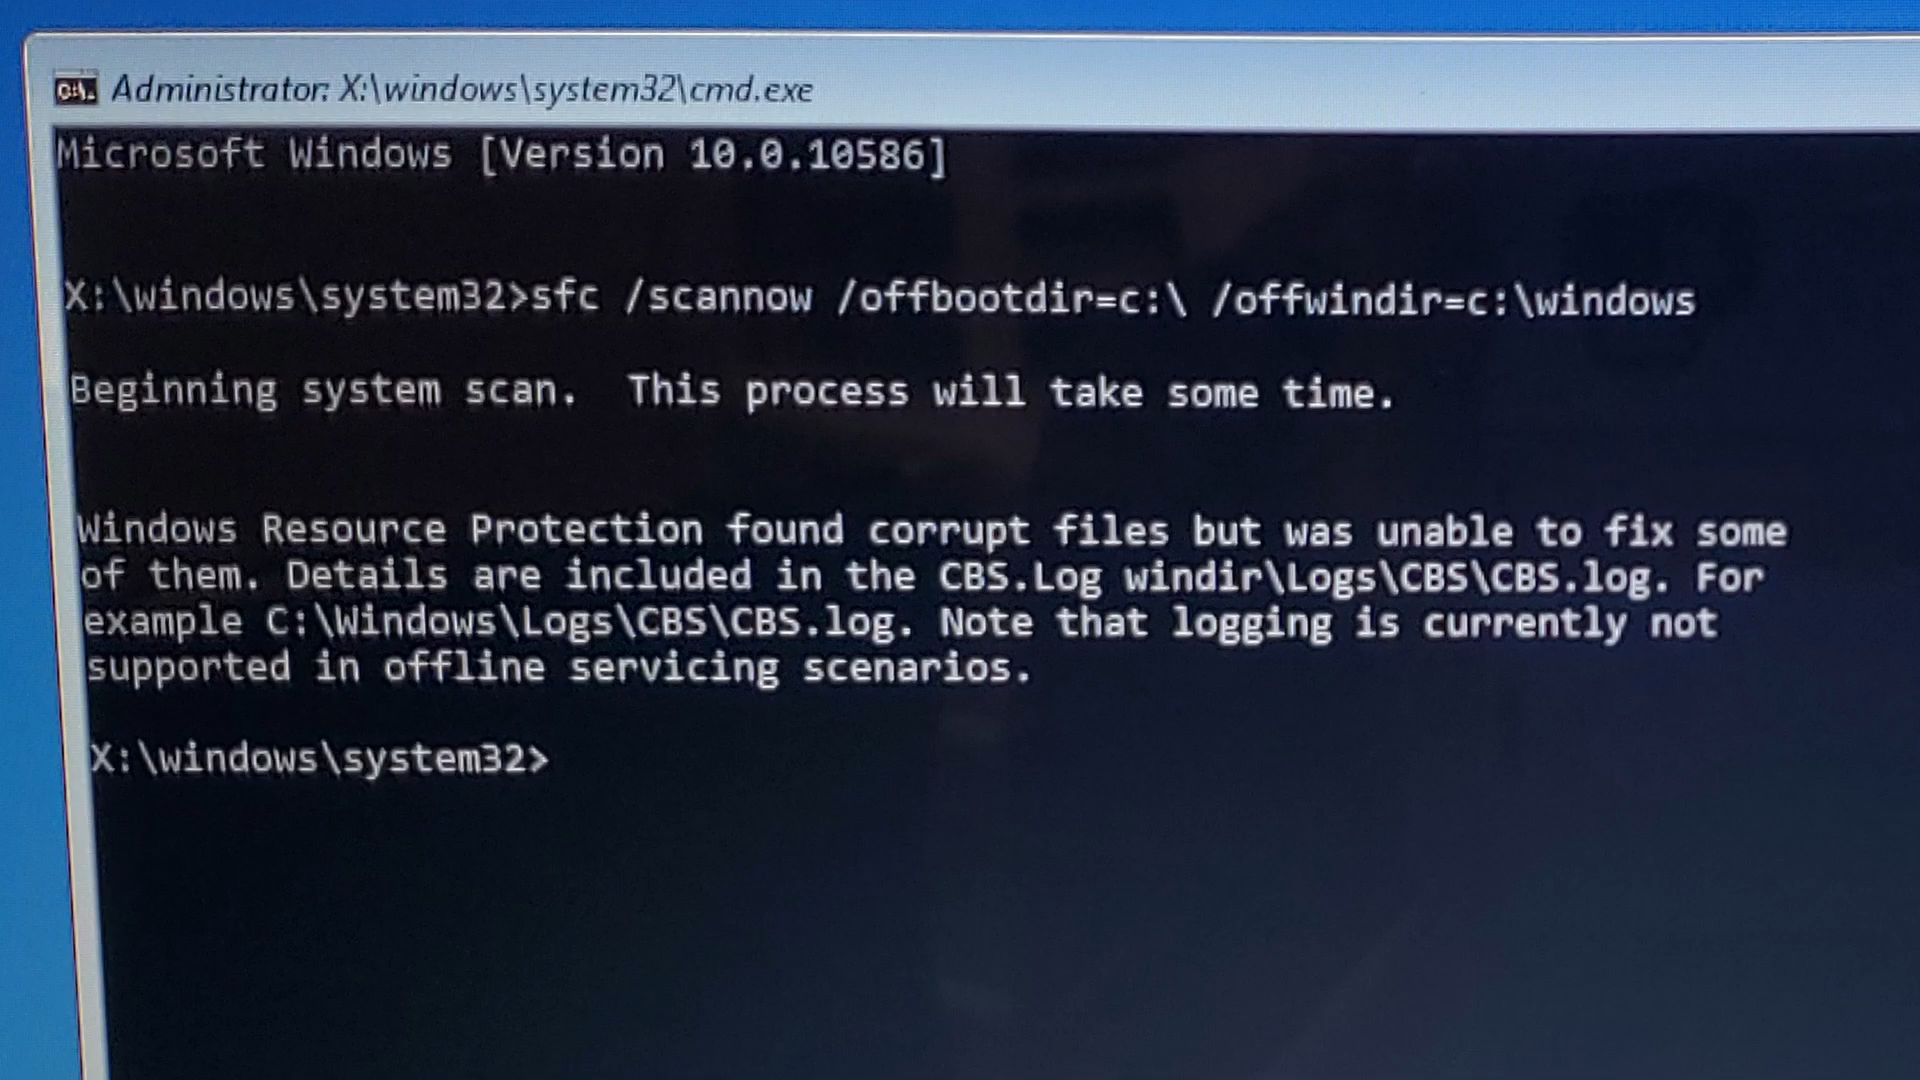 Administrator: X:\windows\system32\cmd.exe
Microsoft Windows [Version 10.0.10586]
X:\windows\system32>sfc /scannow /offbootdir=c:\ /offwindir=c:\windows
Beginning system scan.  This process will take some time.
Windows Resource Protection found corrupt files but was unable to fix some
of them. Details are included in the CBS.Log windir\Logs\CBS\CBS.log. For
example C:\Windows\Logs\CBS\CBS.log. Note that logging is currently not
supported in offline servicing scenarios.
X:\windows\system32>